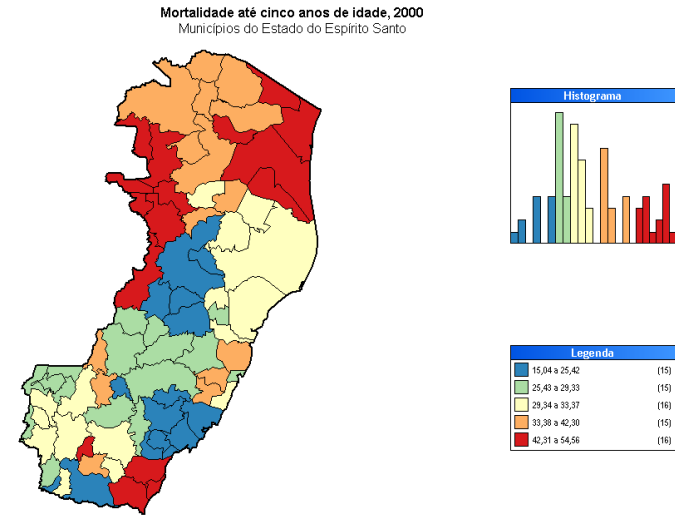 Mortalidade até cinco anos de idade, 2000
Municípios do Estado do Espírito Santo
Histograma
Legenda
15,04 a 25,42 (15)
25,43 a 29,33 (15)
29,34 a 33,37 (16)
33,38 a 42,30 (15)
42,31 a 54,56 (16)